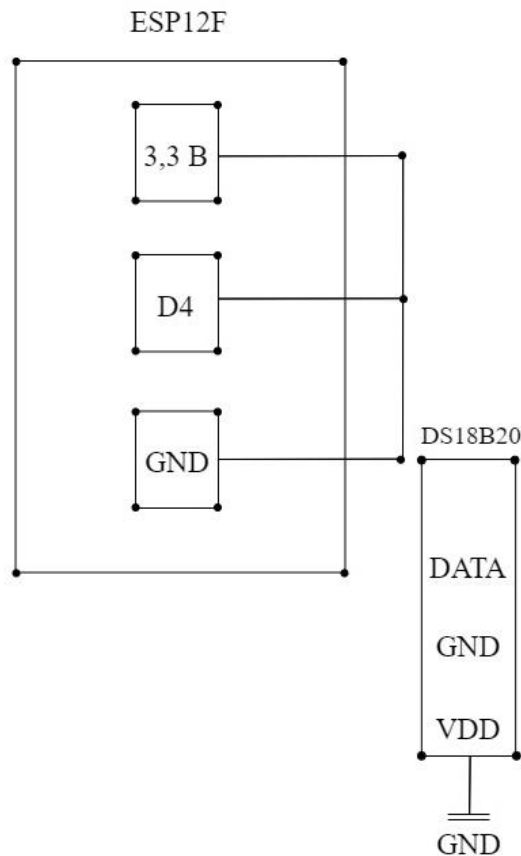 ESP12F
3,3 В
D4
GND
DS18B20
DATA
GND
VDD
GND